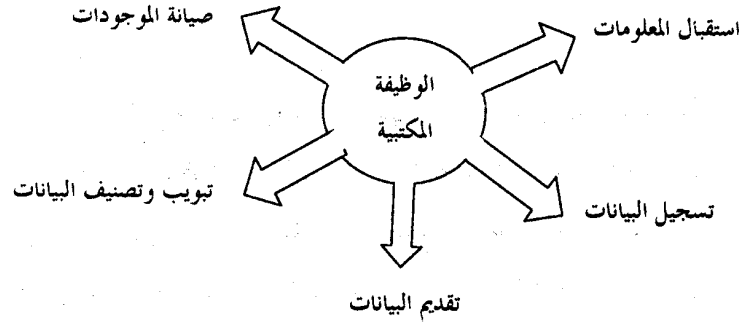 صيانة الموجودات
استقبال المعلومات
الوظيفة
المكتبية
تبويب وتصنيف البيانات
تسجيل البيانات
تقديم البيانات